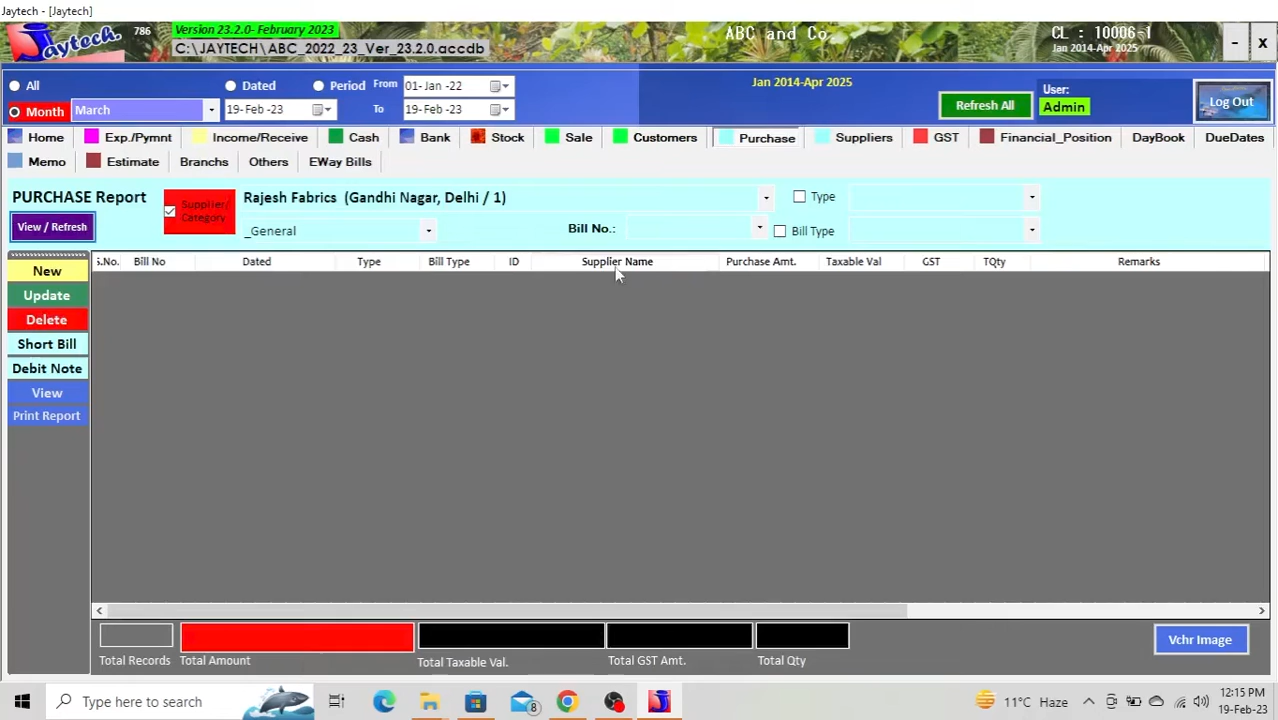 Jaytech - [Jaytech]
Jaytech.
786
Version 23.2.0- February 2023
C:\JAYTECH\ABC_2022_23_Ver_23.2.0.accdb
ABC and Co.
CL : 10006-1
Jan 2014-Apr 2025
All
Dated
Period
From
01- Jan -22
Month
March
19-Feb -23
To
19-Feb -23
Jan 2014-Apr 2025
Refresh All
User:
Admin
Log Out
Home Exp./Pymnt Income/Receive Cash Bank Stock Sale Customers Purchase Suppliers GST Financial_Position DayBook DueDates
Memo Estimate Branchs Others EWay Bills
PURCHASE Report
Supplier/
Category
Rajesh Fabrics (Gandhi Nagar, Delhi / 1)
Type
View / Refresh
_General
Bill No.:
Bill Type
New
Update
Delete
Short Bill
Debit Note
View
Print Report
S.No. Bill No Dated Type Bill Type ID Supplier Name Purchase Amt. Taxable Val GST TQty Remarks
Total Records
Total Amount
Total Taxable Val.
Total GST Amt.
Total Qty
Vchr Image
Type here to search
8
11°C Haze
12:15 PM
19-Feb-23